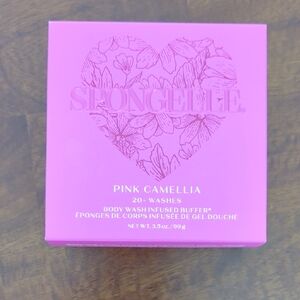 SPONGELLÉ.
PINK CAMELLIA
20+ WASHES
BODY WASH INFUSED BUFFER®
ÉPONGES DE CORPS INFUSÉE DE GEL DOUCHE
NET WT. 3.5 oz. / 99 g